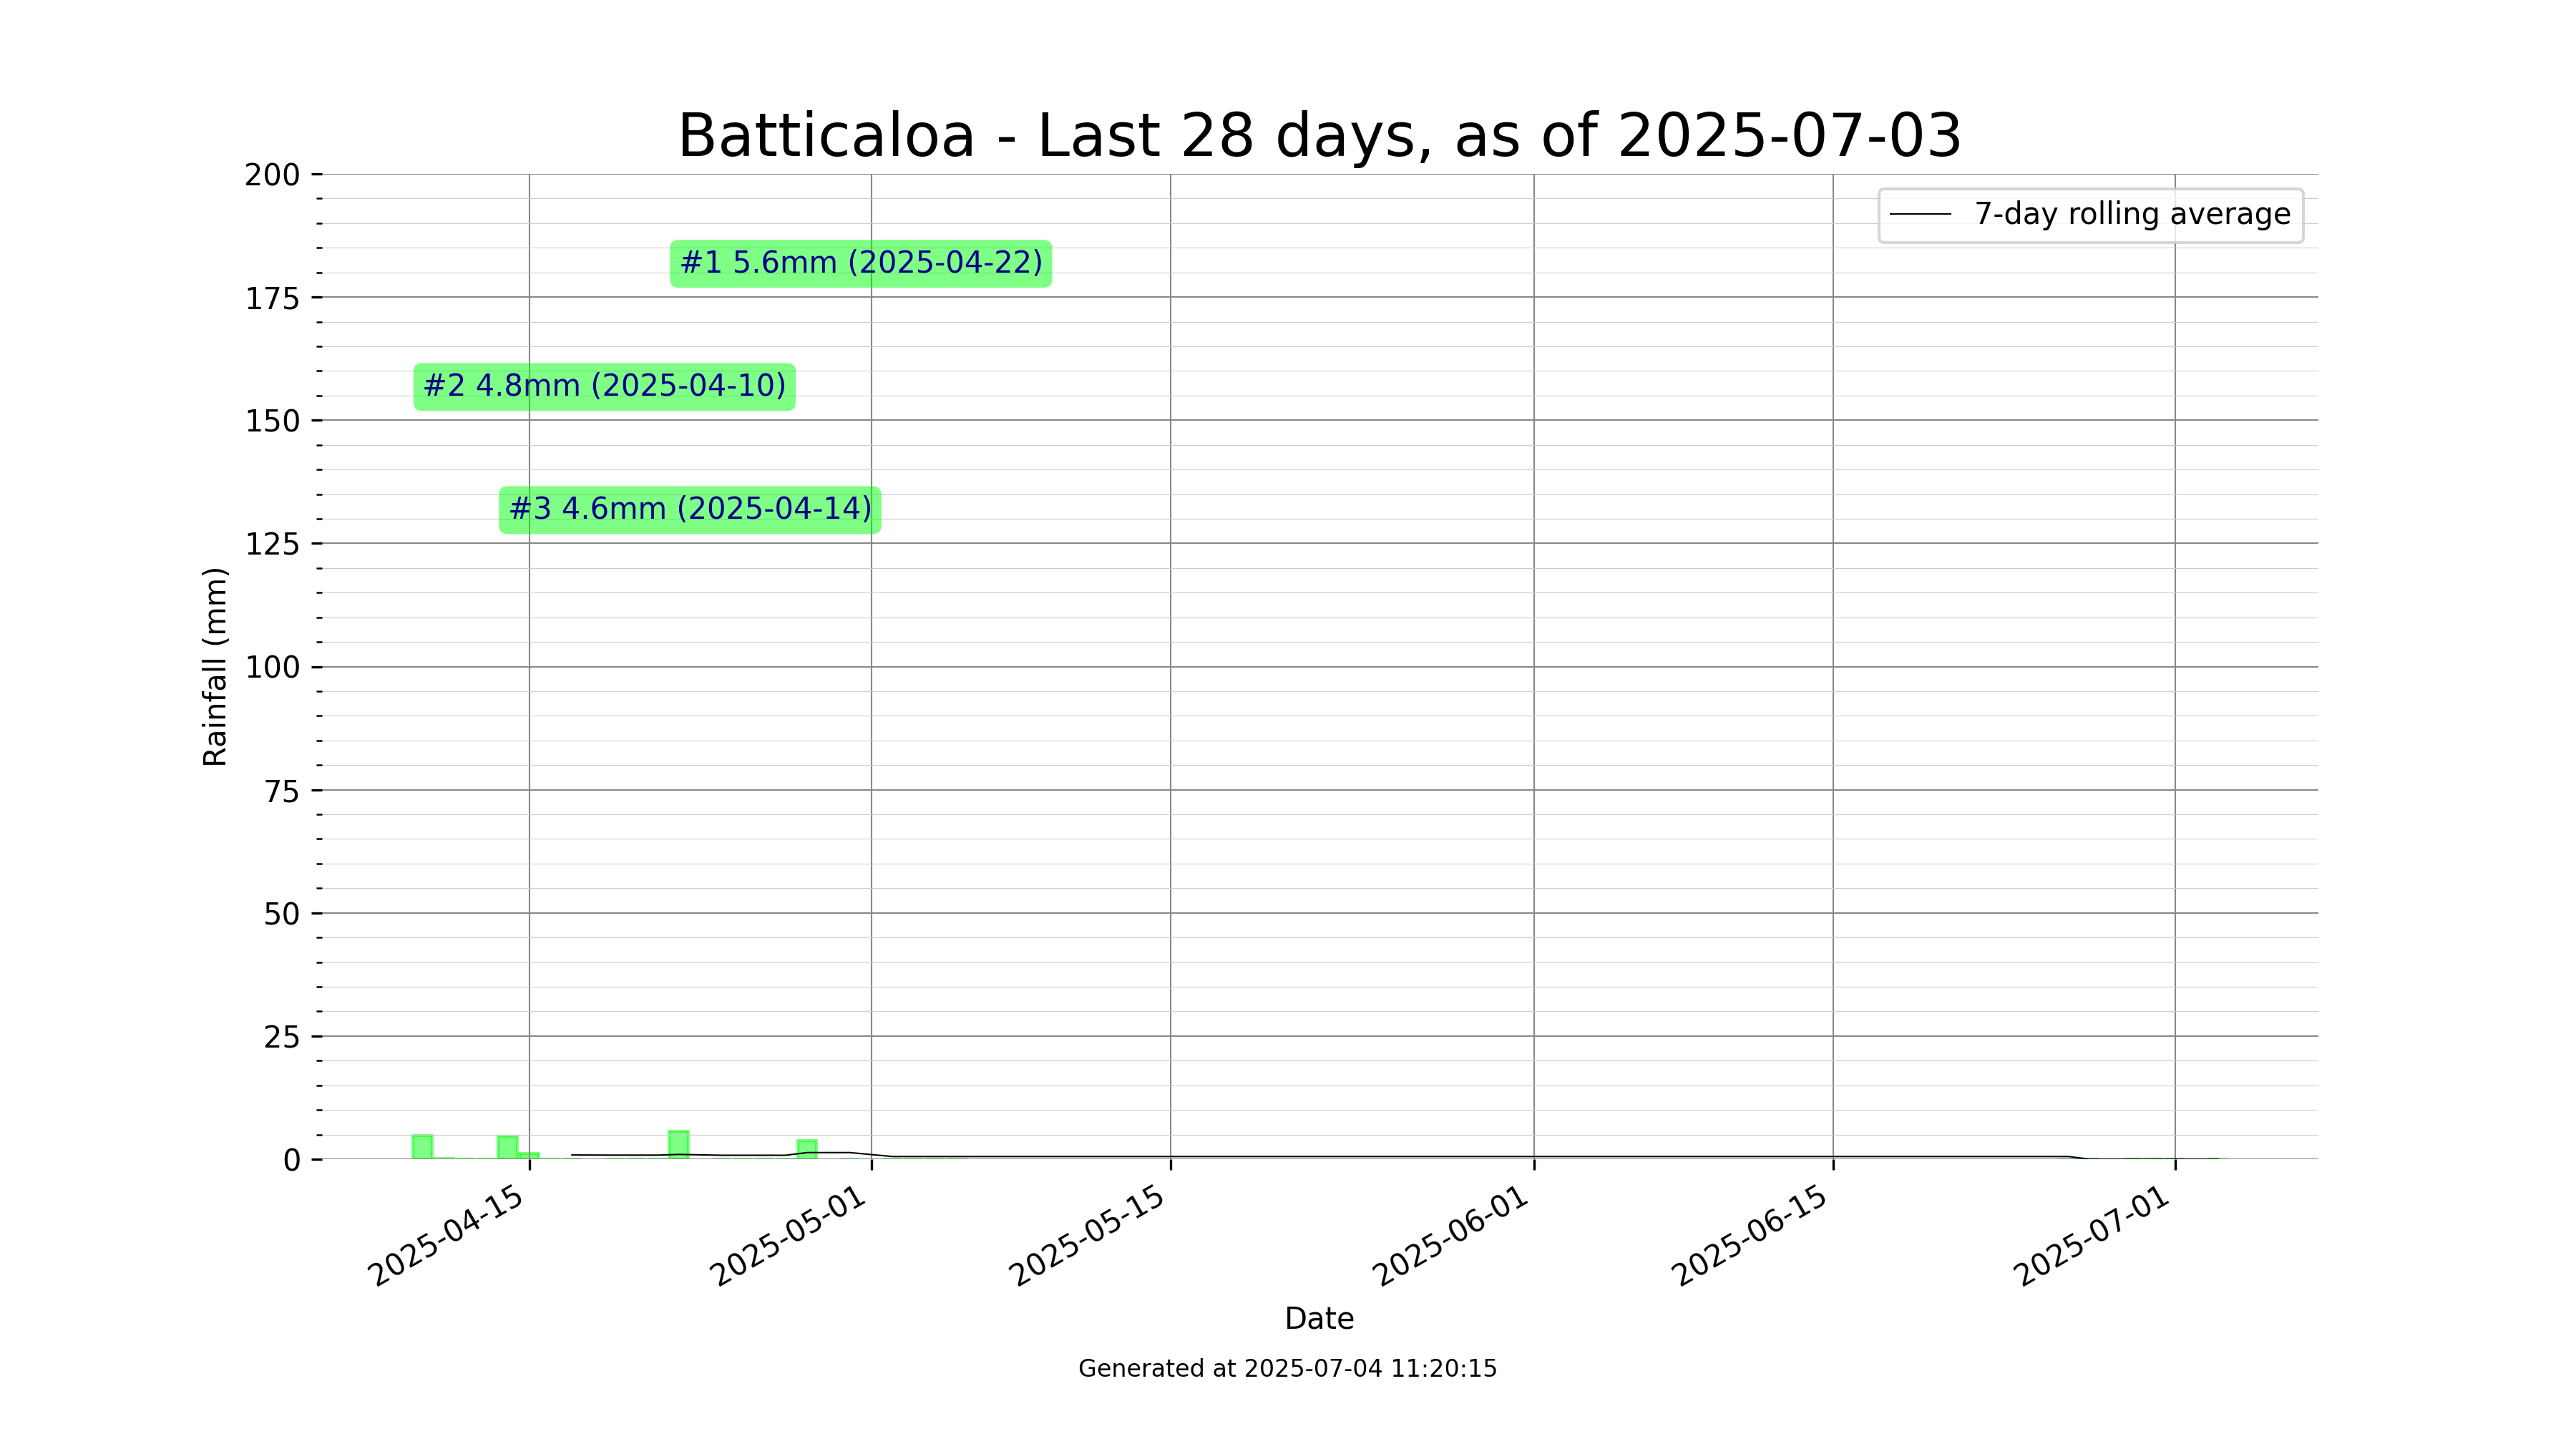 Batticaloa - Last 28 days, as of 2025-07-03
200
175
150
125
100
75
50
25
0
Rainfall (mm)
7-day rolling average
#1 5.6mm (2025-04-22)
#2 4.8mm (2025-04-10)
#3 4.6mm (2025-04-14)
2025-04-15
2025-05-01
2025-05-15
2025-06-01
2025-06-15
2025-07-01
Date
Generated at 2025-07-04 11:20:15